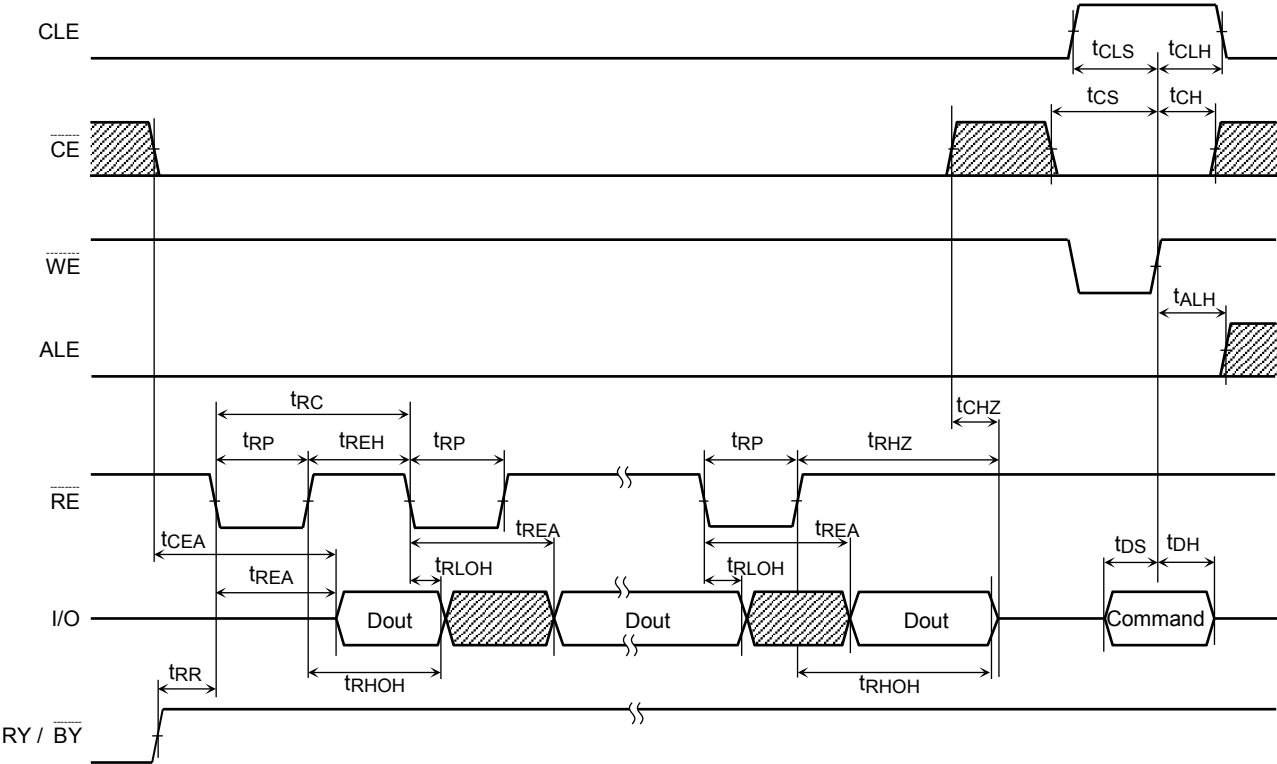 CLE
tCLS tCLH
tCS tCH
CE
WE
tALH
ALE
tRC
tCHZ
tRP tREH tRP tRP tRHZ
RE
tCEA tREA tREA tDS tDH
tREA tRLOH tRLOH
I/O Dout Dout Dout Command
tRR tRHOH tRHOH
RY / BY